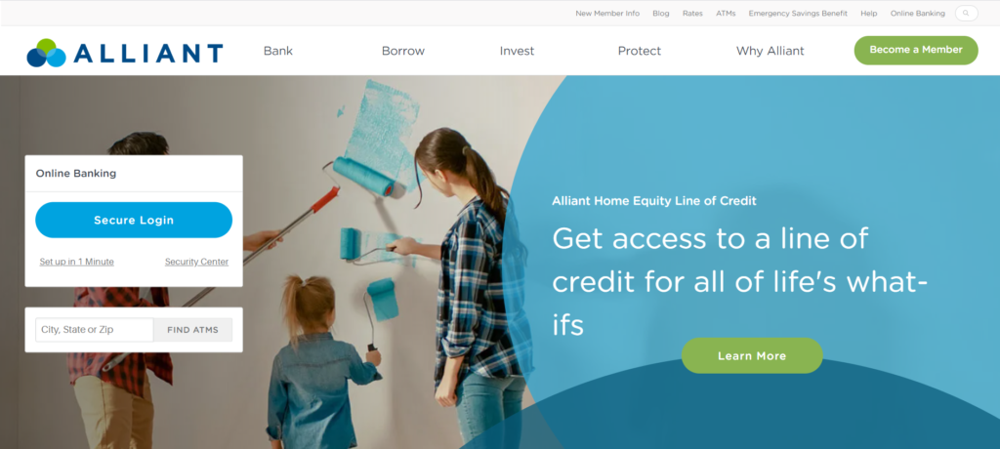 New Member Info Blog Rates ATMs Emergency Savings Benefit Help Online Banking
ALLIANT
Bank Borrow Invest Protect Why Alliant Become a Member
Online Banking
Secure Login
Set up in 1 Minute Security Center
City, State or Zip FIND ATMS
Alliant Home Equity Line of Credit
Get access to a line of
credit for all of life's what-
ifs
Learn More